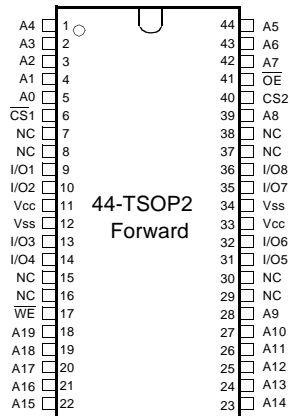 A4 1 44 A5
A3 2 43 A6
A2 3 42 A7
A1 4 41 OE
A0 5 40 CS2
CS1 6 39 A8
NC 7 38 NC
NC 8 37 NC
I/O1 9 36 I/O8
I/O2 10 35 I/O7
Vcc 11 44-TSOP2 34 Vss
Vss 12 Forward 33 Vcc
I/O3 13 32 I/O6
I/O4 14 31 I/O5
NC 15 30 NC
NC 16 29 NC
WE 17 28 A9
A19 18 27 A10
A18 19 26 A11
A17 20 25 A12
A16 21 24 A13
A15 22 23 A14